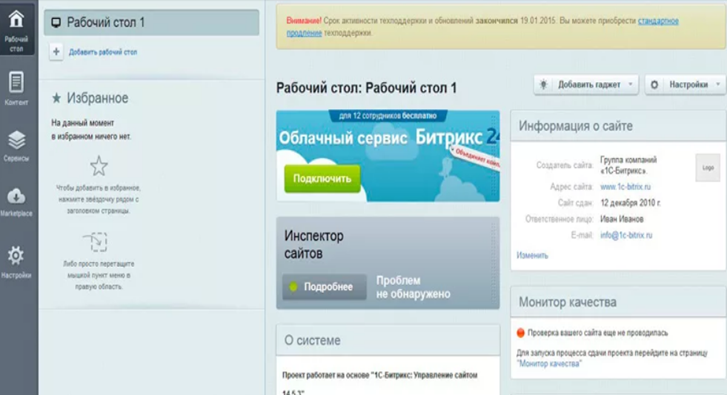 Рабочий стол
Контент
Сервисы
Marketplace
Настройки
Рабочий стол 1
Добавить рабочий стол
Избранное
На данный момент
в избранном ничего нет.
Чтобы добавить в избранное,
нажмите звёздочку рядом с
заголовком страницы.
Либо просто перетащите
мышкой пункт меню в
правую область.
Внимание! Срок активности техподдержки и обновлений закончился 19.01.2015. Вы можете приобрести стандартное
продление техподдержки.
Рабочий стол: Рабочий стол 1
Добавить гаджет
Настройки
для 12 сотрудников бесплатно
Облачный сервис Битрикс 24
Объединяет
Подключить
Инспектор
сайтов
Подробнее
Проблем
не обнаружено
О системе
Проект работает на основе "1С-Битрикс: Управление сайтом
14.5.3".
Информация о сайте
Создатель сайта: Группа компаний
«1С-Битрикс».
Logo
Адрес сайта: www.1c-bitrix.ru
Сайт сдан: 12 декабря 2010 г.
Ответственное лицо: Иван Иванов
E-mail: info@1c-bitrix.ru
Изменить
Монитор качества
Проверка вашего сайта еще не проводилась
Для запуска процесса сдачи проекта перейдите на страницу
"Монитор качества"